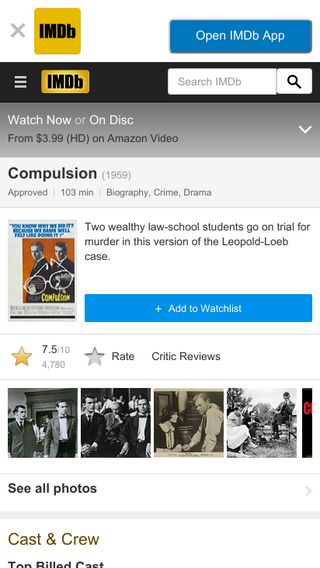 IMDb
Open IMDb App
IMDb
Search IMDb
Watch Now or On Disc
From $3.99 (HD) on Amazon Video
Compulsion (1959)
Approved | 103 min | Biography, Crime, Drama
"YOU KNOW WHY WE DID IT?
BECAUSE WE DAMN WELL
FELT LIKE DOING IT!"
COMPULSION
Two wealthy law-school students go on trial for
murder in this version of the Leopold-Loeb
case.
+ Add to Watchlist
7.5/10
4,780
Rate
Critic Reviews
See all photos
Cast & Crew
Top Billed Cast